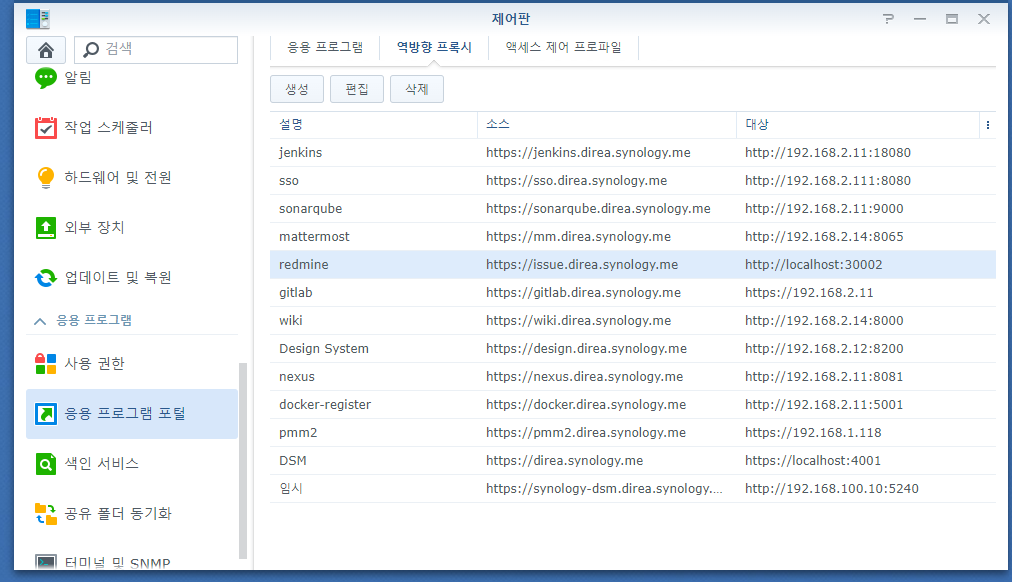 제어판
검색
알림
작업 스케줄러
하드웨어 및 전원
외부 장치
업데이트 및 복원
응용 프로그램
사용 권한
응용 프로그램 포털
색인 서비스
공유 폴더 동기화
터미널 및 SNMP
응용 프로그램 역방향 프록시 액세스 제어 프로파일
생성 편집 삭제
설명 소스 대상
jenkins https://jenkins.direa.synology.me http://192.168.2.11:18080
sso https://sso.direa.synology.me http://192.168.2.111:8080
sonarqube https://sonarqube.direa.synology.me http://192.168.2.11:9000
mattermost https://mm.direa.synology.me http://192.168.2.14:8065
redmine https://issue.direa.synology.me http://localhost:30002
gitlab https://gitlab.direa.synology.me https://192.168.2.11
wiki https://wiki.direa.synology.me http://192.168.2.14:8000
Design System https://design.direa.synology.me http://192.168.2.12:8200
nexus https://nexus.direa.synology.me http://192.168.2.11:8081
docker-register https://docker.direa.synology.me http://192.168.2.11:5001
pmm2 https://pmm2.direa.synology.me https://192.168.1.118
DSM https://direa.synology.me https://localhost:4001
임시 https://synology-dsm.direa.synology.... http://192.168.100.10:5240